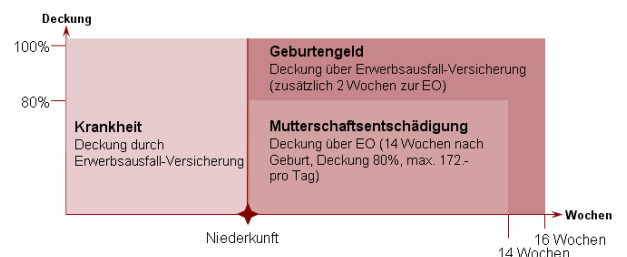 Deckung
100%
80%
Geburtengeld
Deckung über Erwerbsausfall-Versicherung
(zusätzlich 2 Wochen zur EO)
Krankheit
Deckung durch
Erwerbsausfall-Versicherung
Mutterschaftsentschädigung
Deckung über EO (14 Wochen nach
Geburt, Deckung 80%, max. 172.-
pro Tag)
Wochen
Niederkunft
16 Wochen
14 Wochen